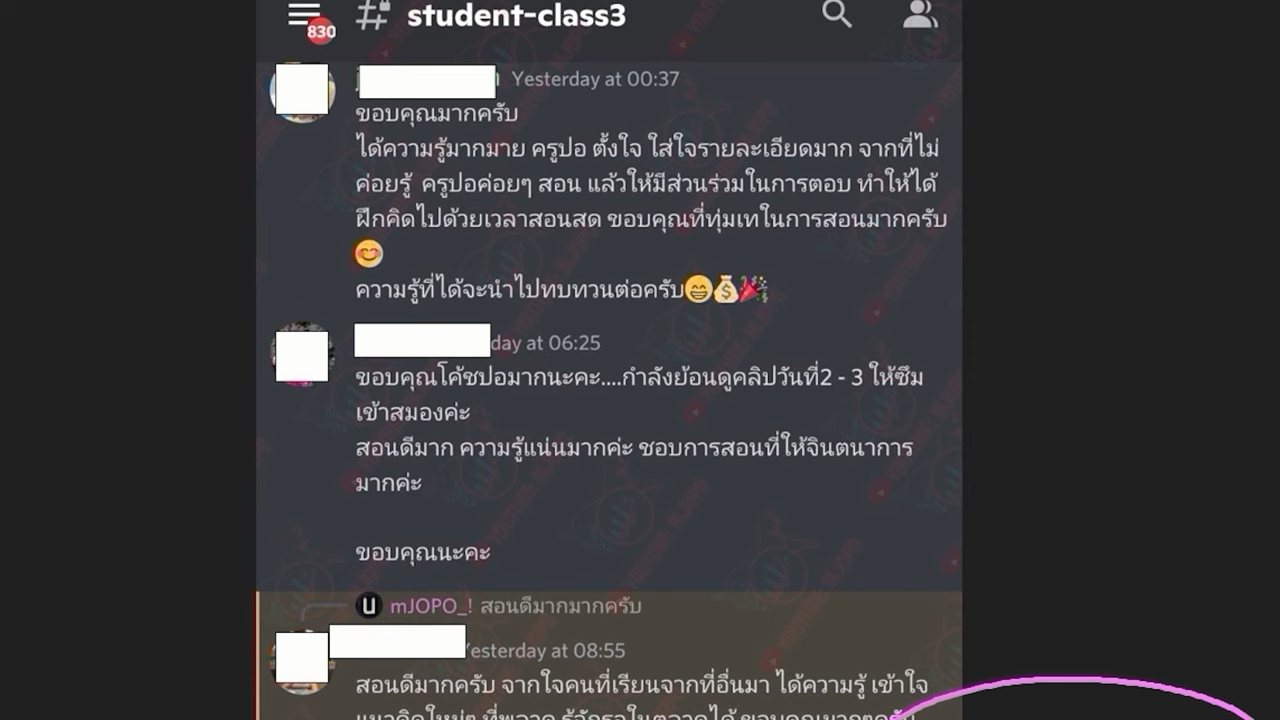 830
student-class3
Yesterday at 00:37
ขอบคุณมากครับ
ได้ความรู้มากมาย ครูปอ ตั้งใจ ใส่ใจรายละเอียดมาก จากที่ไม่
ค่อยรู้ ครูปอค่อยๆ สอน แล้วให้มีส่วนร่วมในการตอบ ทำให้ได้
ฝึกคิดไปด้วยเวลาสอนสด ขอบคุณที่ทุ่มเทในการสอนมากครับ
😊
ความรู้ที่ได้จะนำไปทบทวนต่อครับ😁💰🎉
day at 06:25
ขอบคุณโค้ชปอมากนะคะ....กำลังย้อนดูคลิปวันที่2 - 3 ให้ซึม
เข้าสมองค่ะ
สอนดีมาก ความรู้แน่นมากค่ะ ชอบการสอนที่ให้จินตนาการ
มากค่ะ
ขอบคุณนะคะ
mJOPO_! สอนดีมากมากครับ
Yesterday at 08:55
สอนดีมากครับ จากใจคนที่เรียนจากที่อื่นมา ได้ความรู้ เข้าใจ